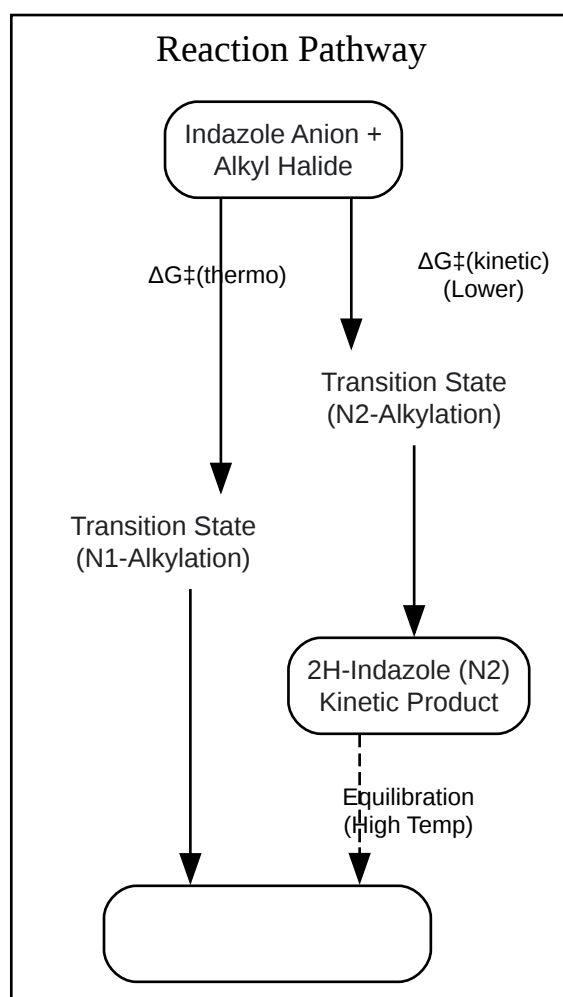 Reaction Pathway
Indazole Anion +
Alkyl Halide
ΔG‡(thermo)
ΔG‡(kinetic)
(Lower)
Transition State
(N2-Alkylation)
Transition State
(N1-Alkylation)
2H-Indazole (N2)
Kinetic Product
Equilibration
(High Temp)